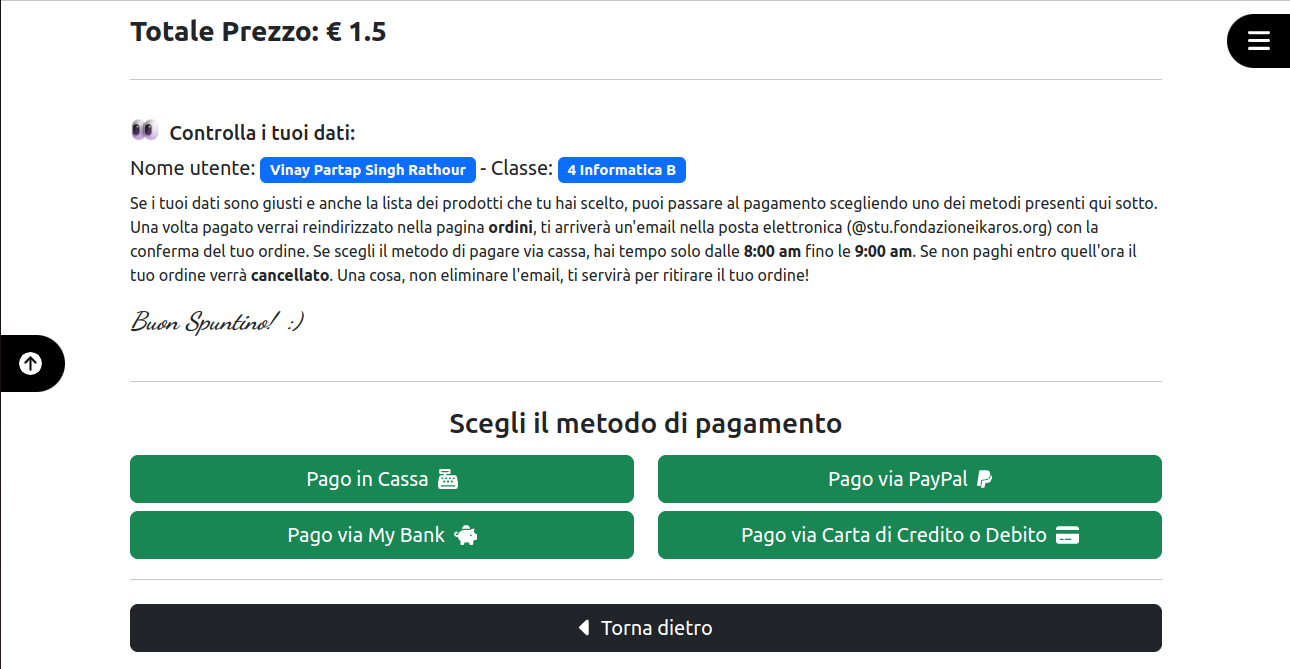 Totale Prezzo: € 1.5
Controlla i tuoi dati:
Nome utente: Vinay Partap Singh Rathour - Classe: 4 Informatica B
Se i tuoi dati sono giusti e anche la lista dei prodotti che tu hai scelto, puoi passare al pagamento scegliendo uno dei metodi presenti qui sotto.
Una volta pagato verrai reindirizzato nella pagina ordini, ti arriverà un'email nella posta elettronica (@stu.fondazioneikaros.org) con la
conferma del tuo ordine. Se scegli il metodo di pagare via cassa, hai tempo solo dalle 8:00 am fino le 9:00 am. Se non paghi entro quell'ora il
tuo ordine verrà cancellato. Una cosa, non eliminare l'email, ti servirà per ritirare il tuo ordine!
Buon Spuntino! :)
Scegli il metodo di pagamento
Pago in Cassa
Pago via PayPal
Pago via My Bank
Pago via Carta di Credito o Debito
Torna dietro